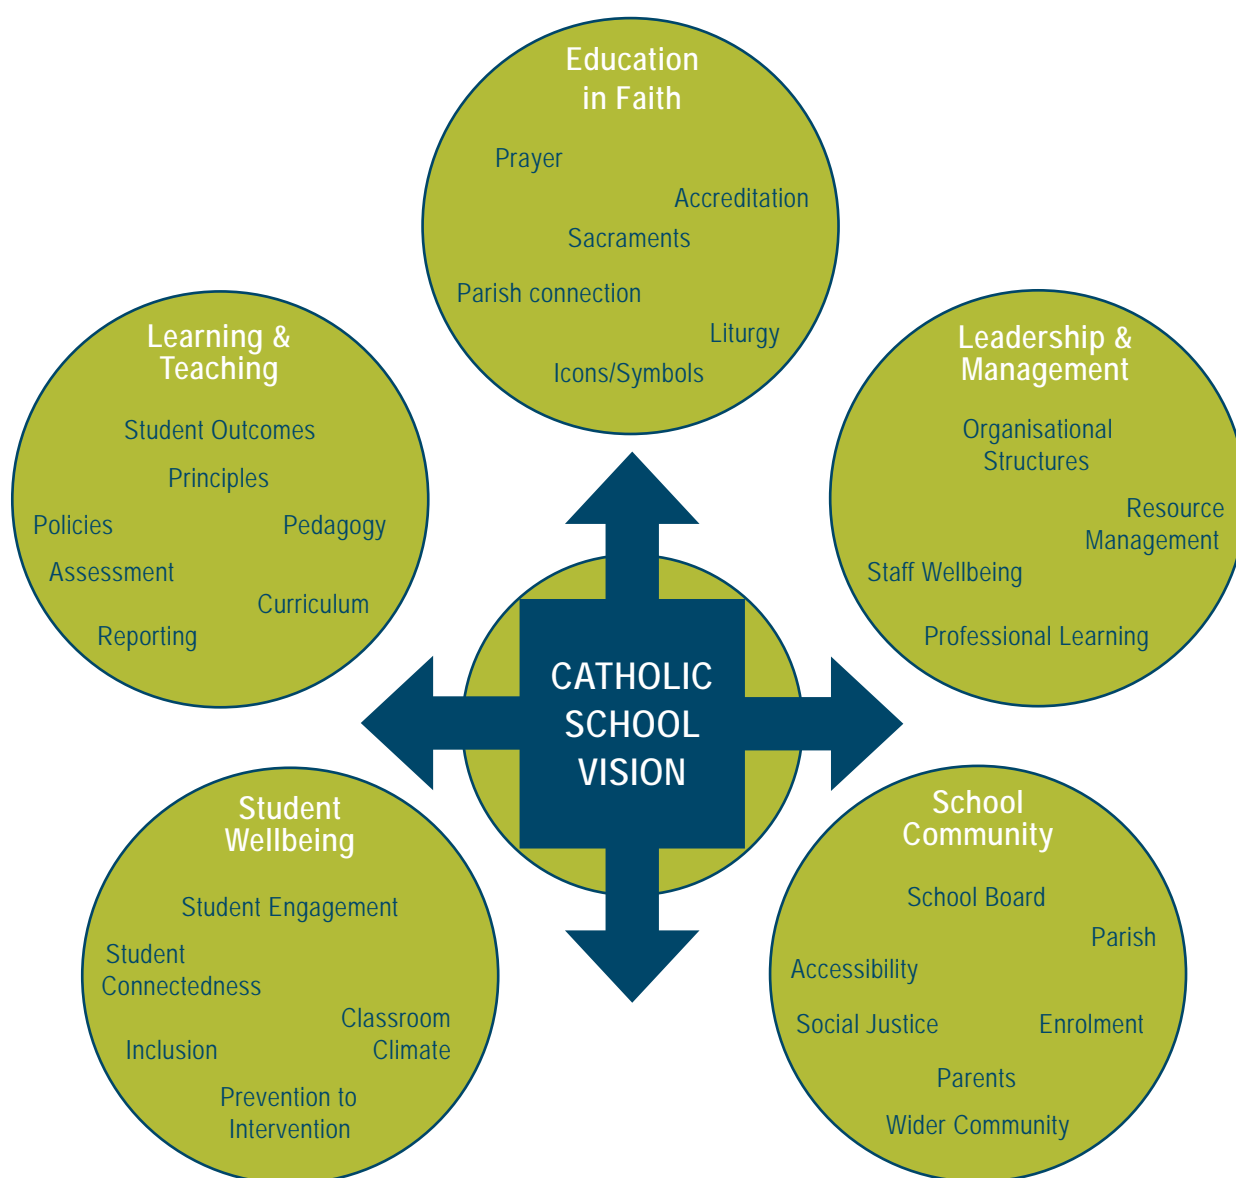 Education
in Faith
Prayer
Accreditation
Sacraments
Parish connection
Liturgy
Icons/Symbols
Learning &
Teaching
Student Outcomes
Principles
Policies
Pedagogy
Assessment
Curriculum
Reporting
Leadership &
Management
Organisational
Structures
Resource
Management
Staff Wellbeing
Professional Learning
CATHOLIC
SCHOOL
VISION
Student
Wellbeing
Student Engagement
Student
Connectedness
Classroom
Climate
Inclusion
Prevention to
Intervention
School
Community
School Board
Parish
Accessibility
Social Justice
Enrolment
Parents
Wider Community